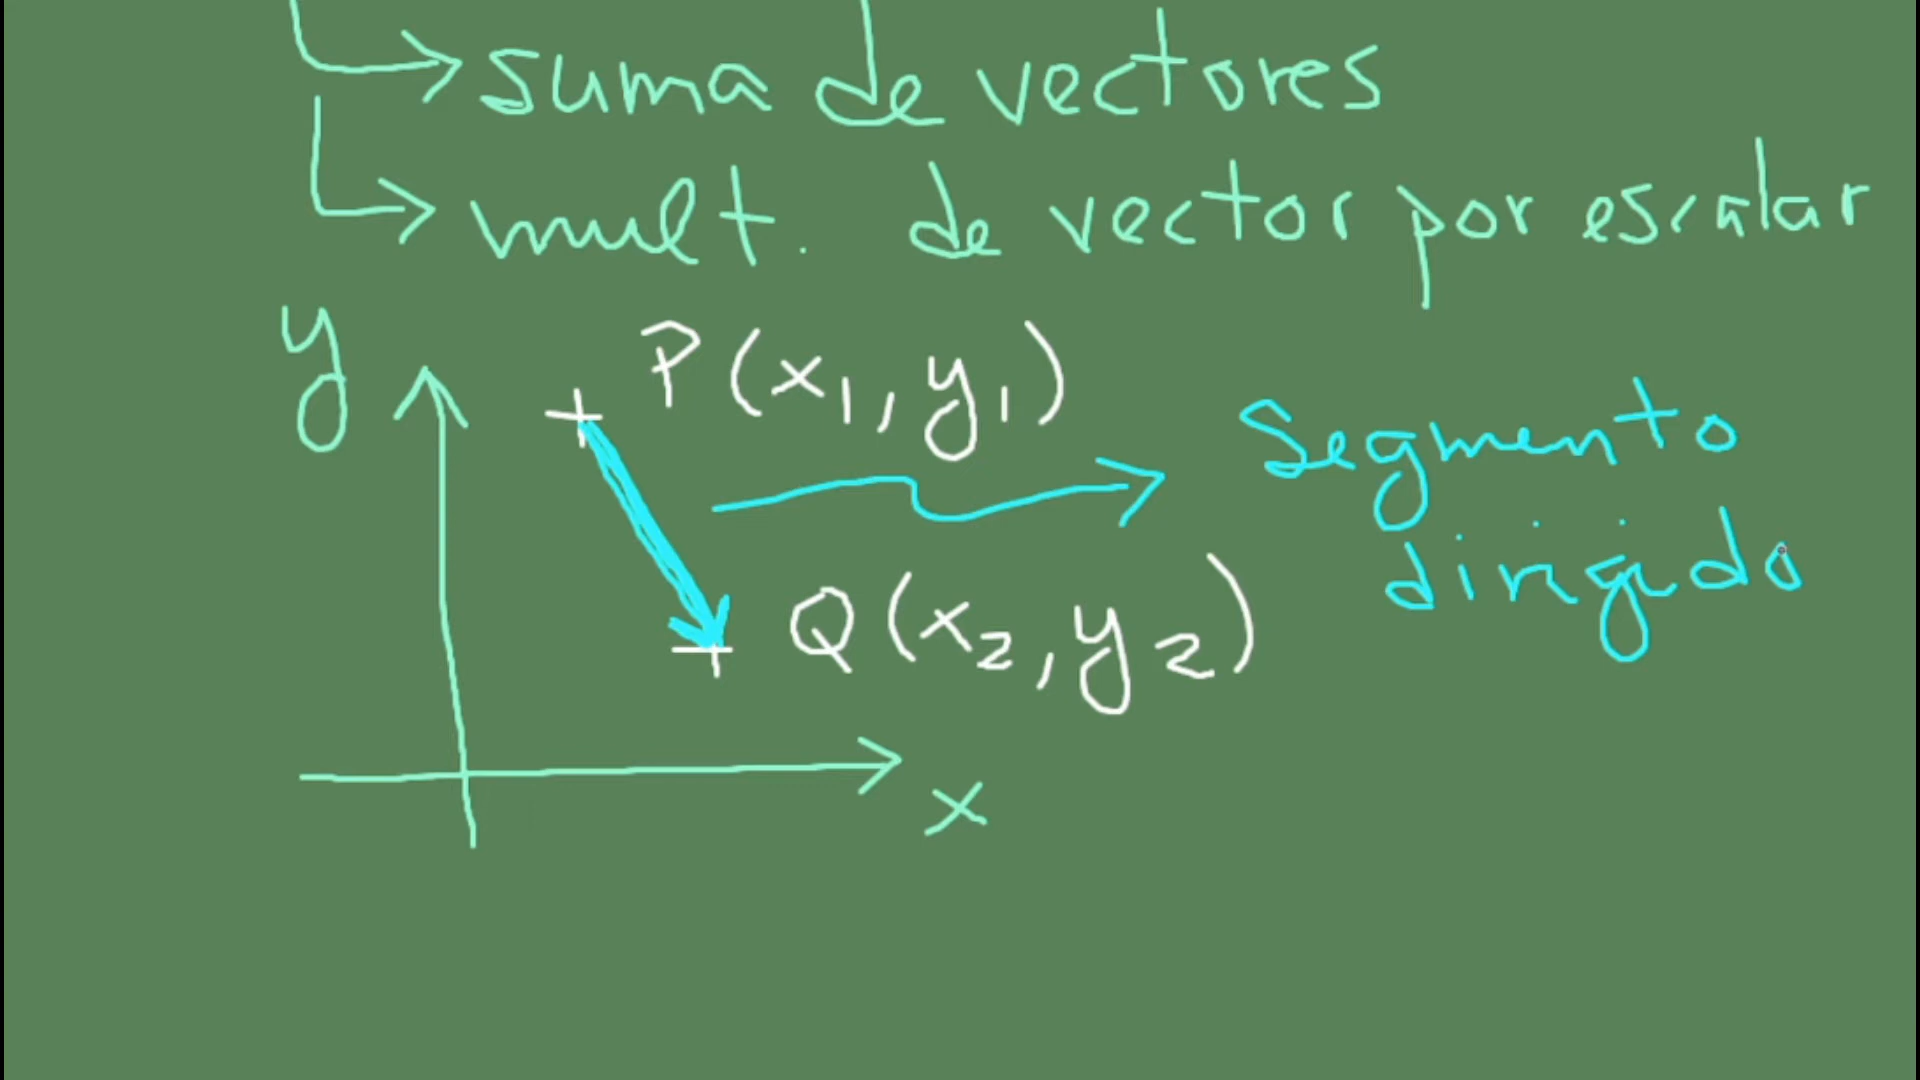 suma de vectores
mult. de vector por escalar
y
P(x1, y1)
Segmento
dirigido
Q(x2, y2)
x